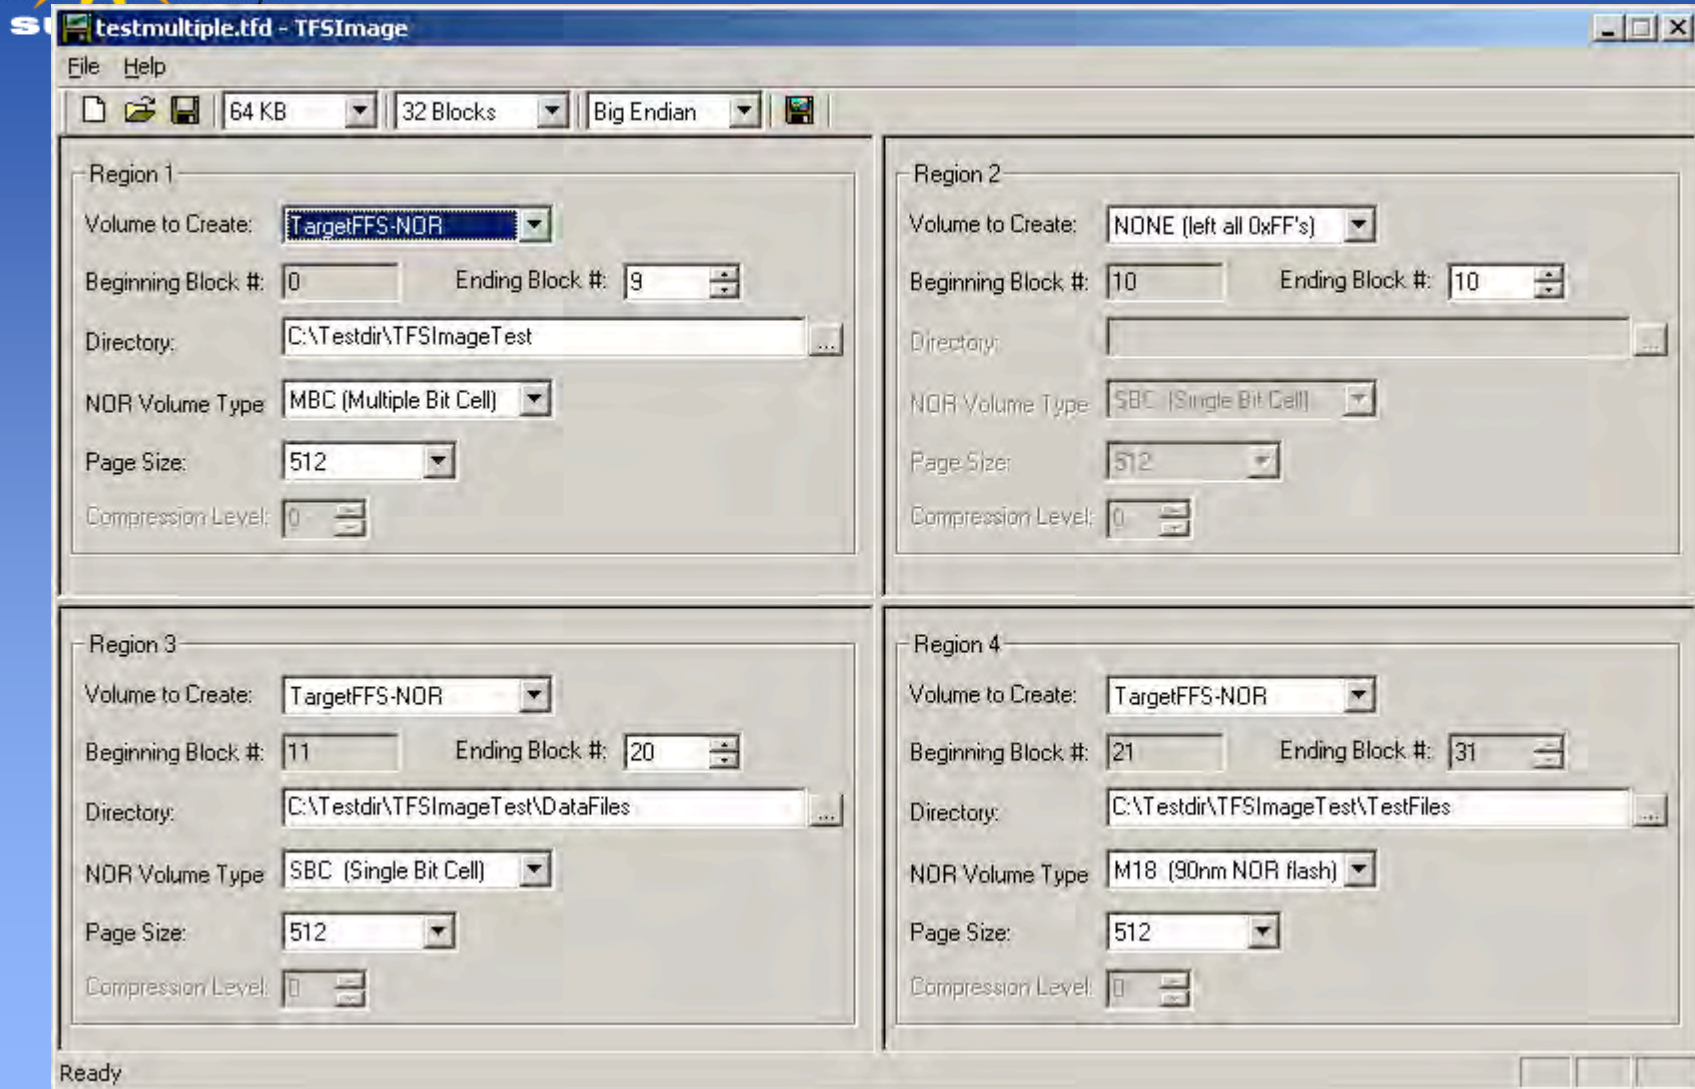 testmultiple.tfd - TFSImage
File Help
64 KB 32 Blocks Big Endian
Region 1
Volume to Create: TargetFFS-NOR
Beginning Block #: 0 Ending Block #: 9
Directory: C:\Testdir\TFSImageTest ...
NOR Volume Type MBC (Multiple Bit Cell)
Page Size: 512
Compression Level: 0
Region 2
Volume to Create: NONE (left all 0xFF's)
Beginning Block #: 10 Ending Block #: 10
Directory: ...
NOR Volume Type SBC (Single Bit Cell)
Page Size: 512
Compression Level: 0
Region 3
Volume to Create: TargetFFS-NOR
Beginning Block #: 11 Ending Block #: 20
Directory: C:\Testdir\TFSImageTest\DataFiles ...
NOR Volume Type SBC (Single Bit Cell)
Page Size: 512
Compression Level: 0
Region 4
Volume to Create: TargetFFS-NOR
Beginning Block #: 21 Ending Block #: 31
Directory: C:\Testdir\TFSImageTest\TestFiles ...
NOR Volume Type M18 (90nm NOR flash)
Page Size: 512
Compression Level: 0
Ready